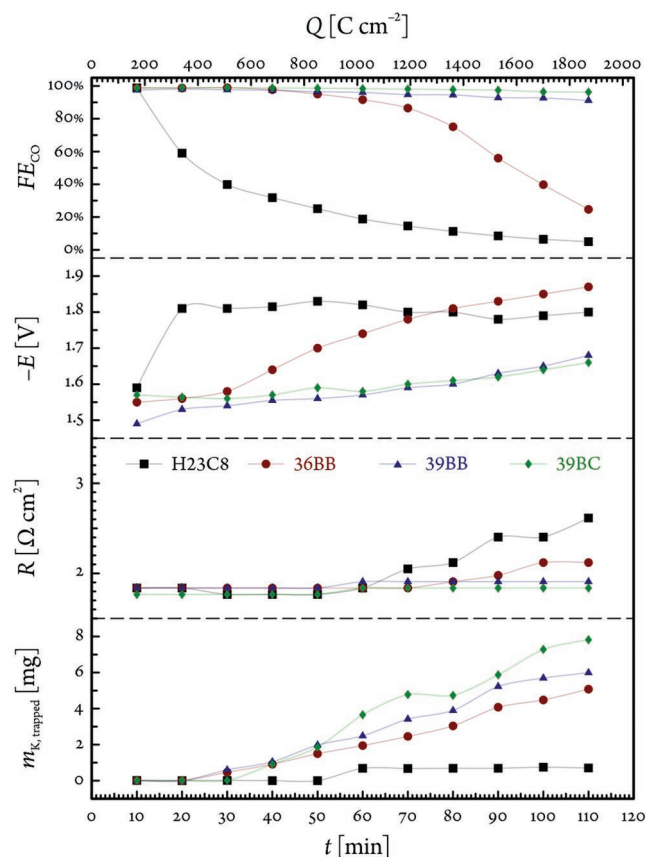 Q [C cm⁻²]
0 200 400 600 800 1000 1200 1400 1600 1800 2000
FE_CO
100%
80%
60%
40%
20%
0%
−E [V]
1.9
1.8
1.7
1.6
1.5
R [Ω cm²]
3
2
H23C8 36BB 39BB 39BC
m_K, trapped [mg]
8
6
4
2
0
0 10 20 30 40 50 60 70 80 90 100 110 120
t [min]